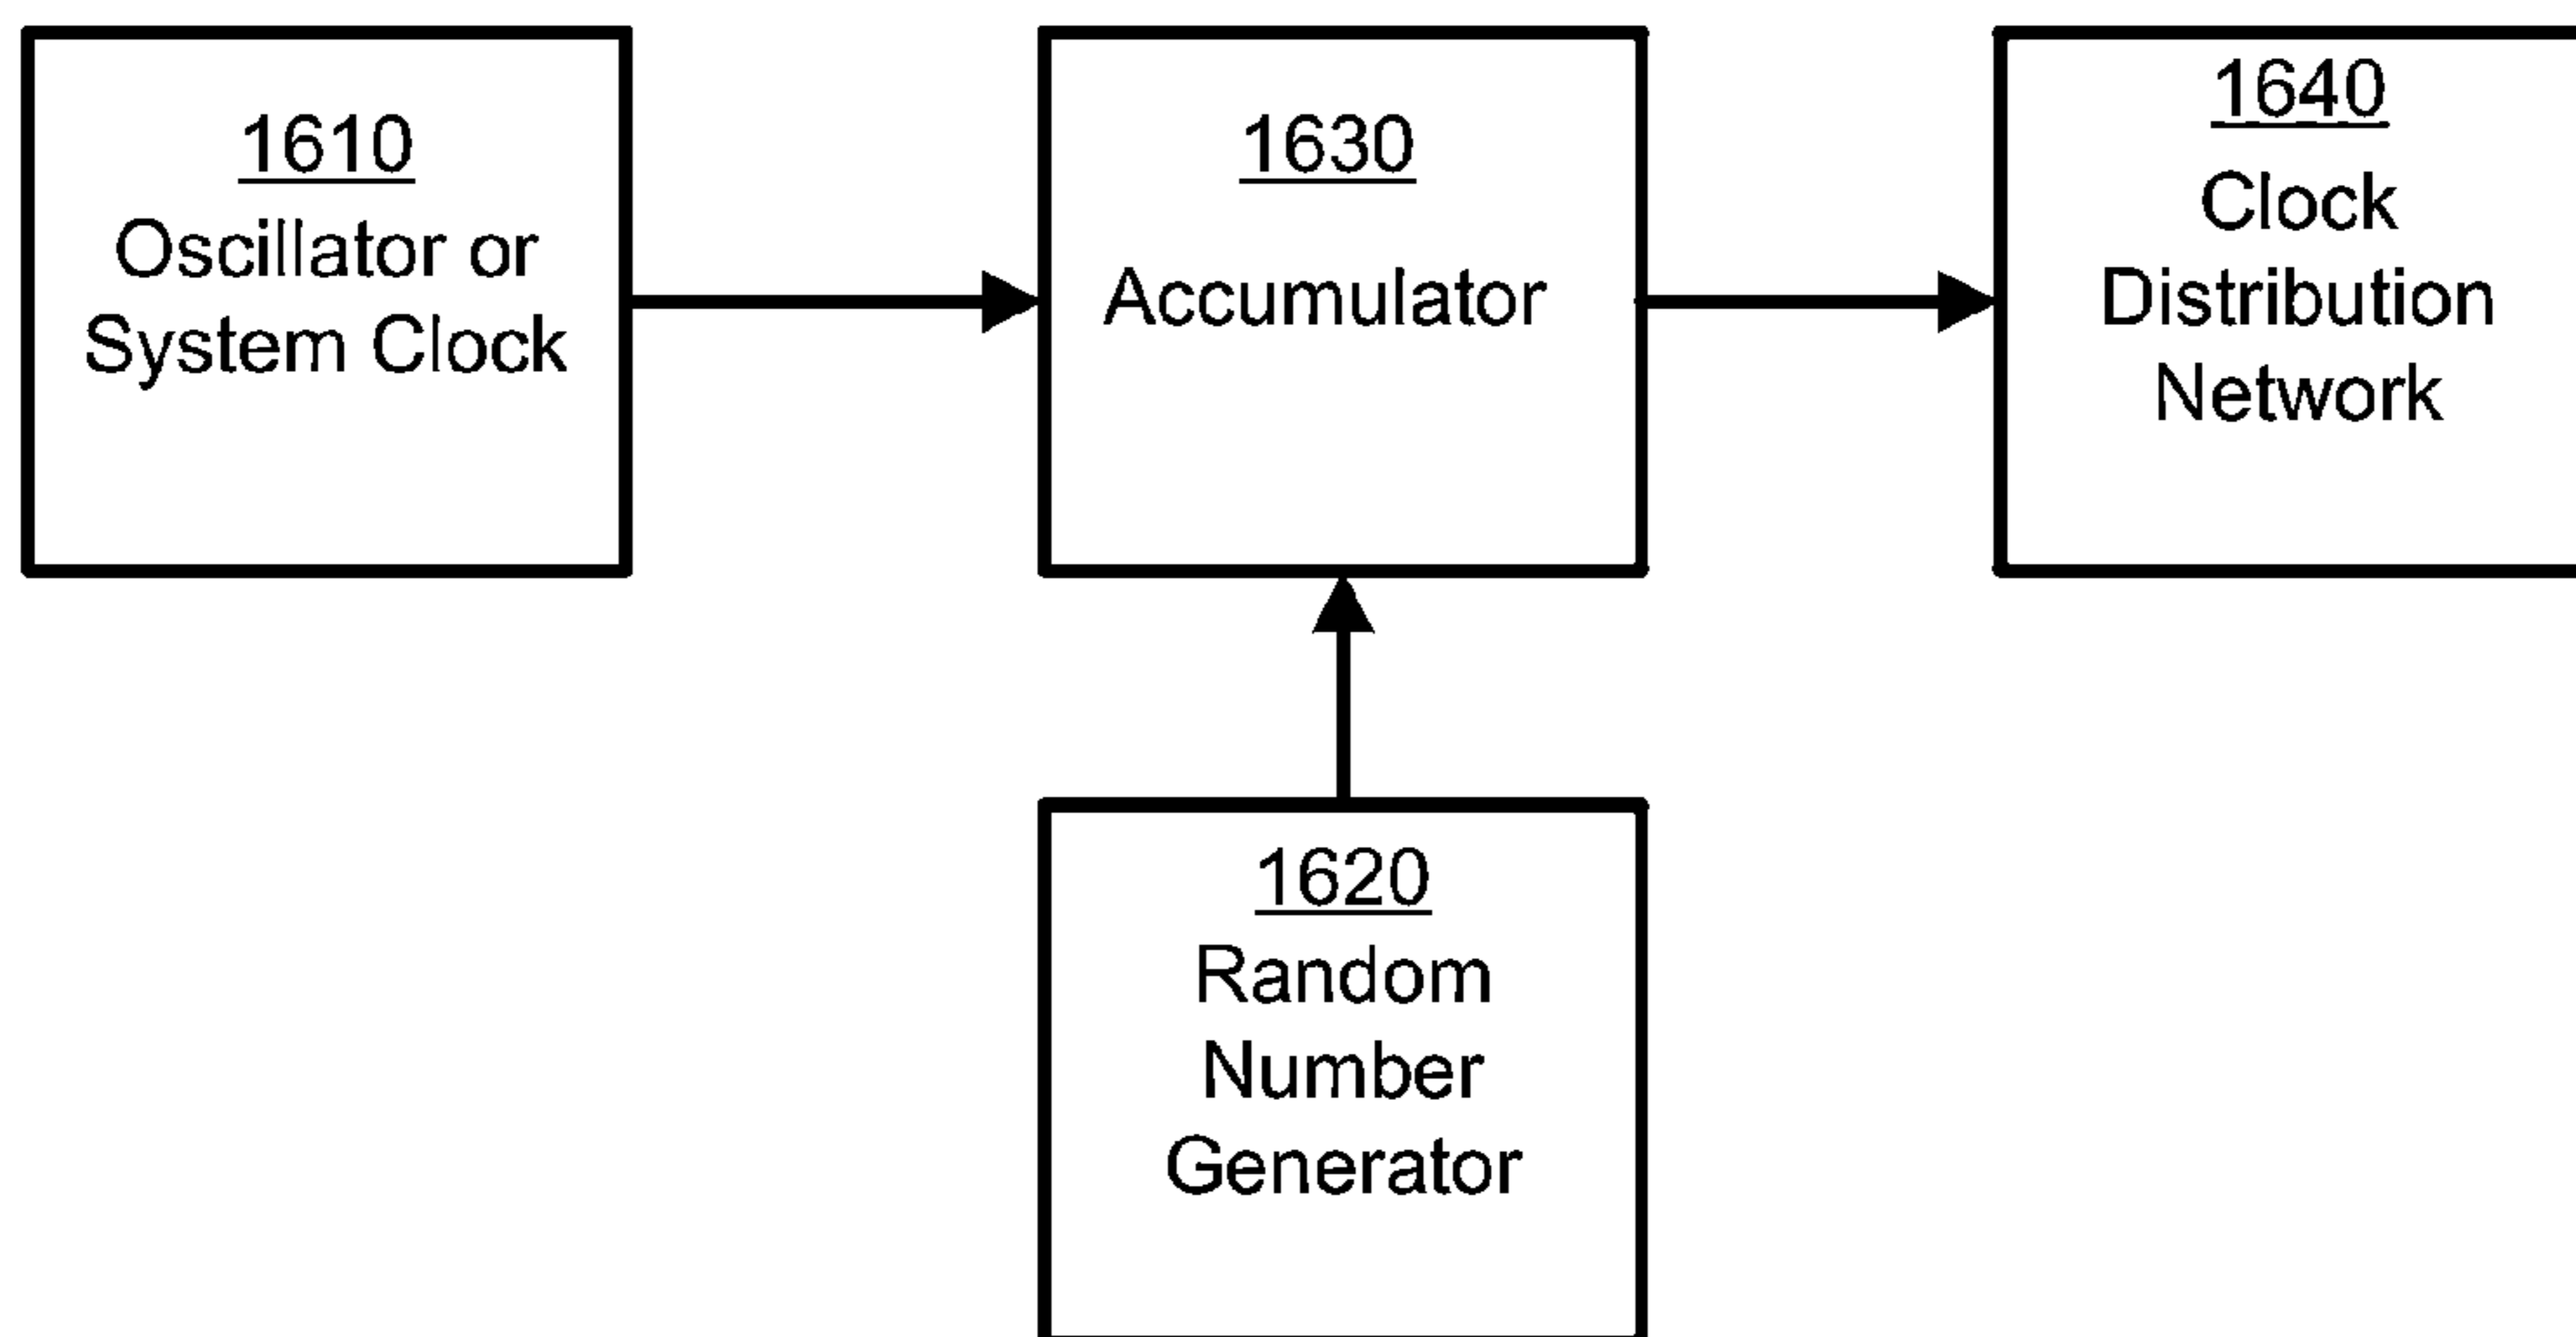 1610
Oscillator or
System Clock
1630
Accumulator
1640
Clock
Distribution
Network
1620
Random
Number
Generator